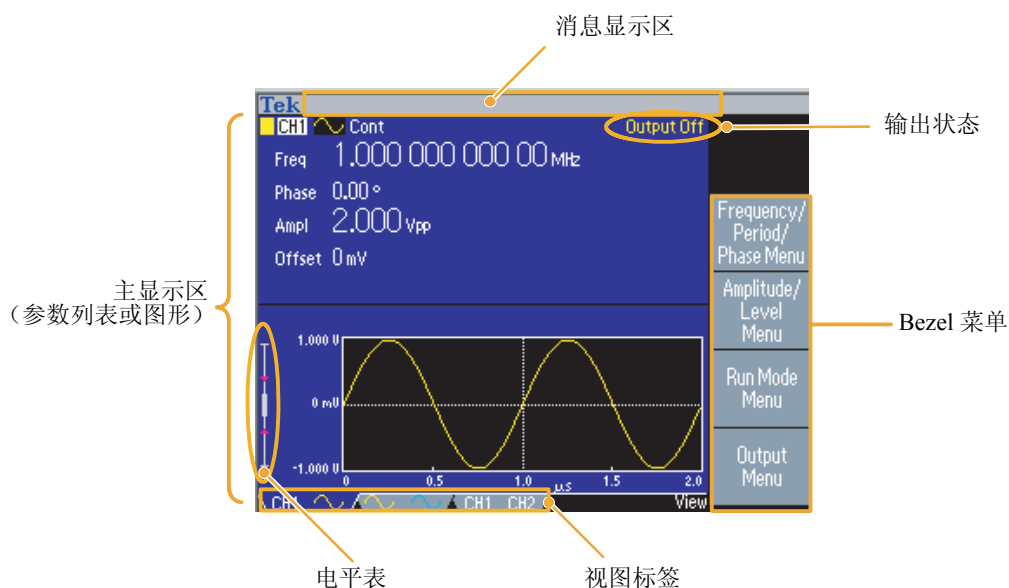 消息显示区
Tek
CH1 Cont Output Off
输出状态
Freq 1.000 000 000 00 MHz
Phase 0.00 °
Ampl 2.000 Vpp
Offset 0 mV
Frequency/
Period/
Phase Menu
主显示区
（参数列表或图形）
Amplitude/
Level
Menu
Bezel 菜单
Run Mode
Menu
Output
Menu
1.000 V
0 mV
-1.000 V
0 0.5 1.0 μs 1.5 2.0
CH1 CH1 CH2 View
电平表
视图标签